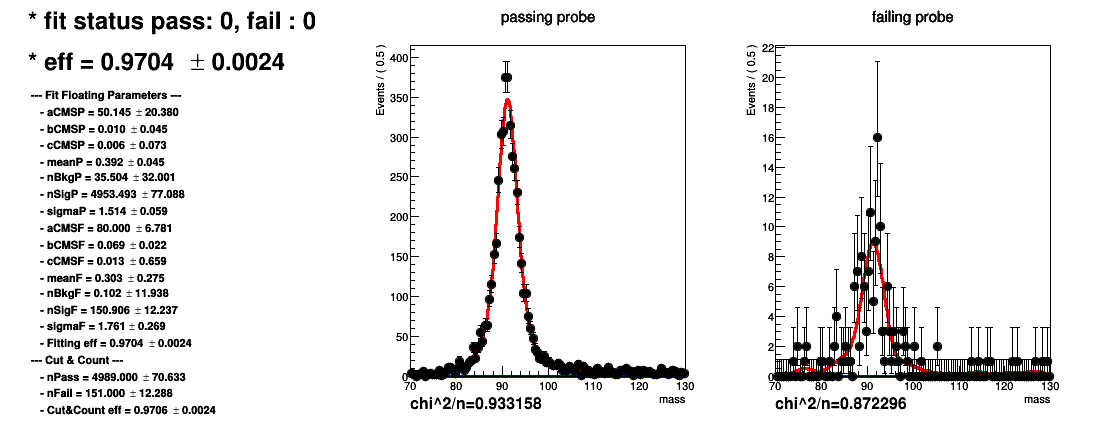 * fit status pass: 0, fail : 0
* eff = 0.9704 ± 0.0024
--- Fit Floating Parameters ---
- aCMSP = 50.145 ± 20.380
- bCMSP = 0.010 ± 0.045
- cCMSP = 0.006 ± 0.073
- meanP = 0.392 ± 0.045
- nBkgP = 35.504 ± 32.001
- nSigP = 4953.493 ± 77.088
- sigmaP = 1.514 ± 0.059
- aCMSF = 80.000 ± 6.781
- bCMSF = 0.069 ± 0.022
- cCMSF = 0.013 ± 0.659
- meanF = 0.303 ± 0.275
- nBkgF = 0.102 ± 11.938
- nSigF = 150.906 ± 12.237
- sigmaF = 1.761 ± 0.269
- Fitting eff = 0.9704 ± 0.0024
--- Cut & Count ---
- nPass = 4989.000 ± 70.633
- nFail = 151.000 ± 12.288
- Cut&Count eff = 0.9706 ± 0.0024
passing probe
Events / ( 0.5 )
400
350
300
250
200
150
100
50
0
70 80 90 100 110 120 130
mass
chi^2/n=0.933158
failing probe
Events / ( 0.5 )
22
20
18
16
14
12
10
8
6
4
2
0
70 80 90 100 110 120 130
mass
chi^2/n=0.872296